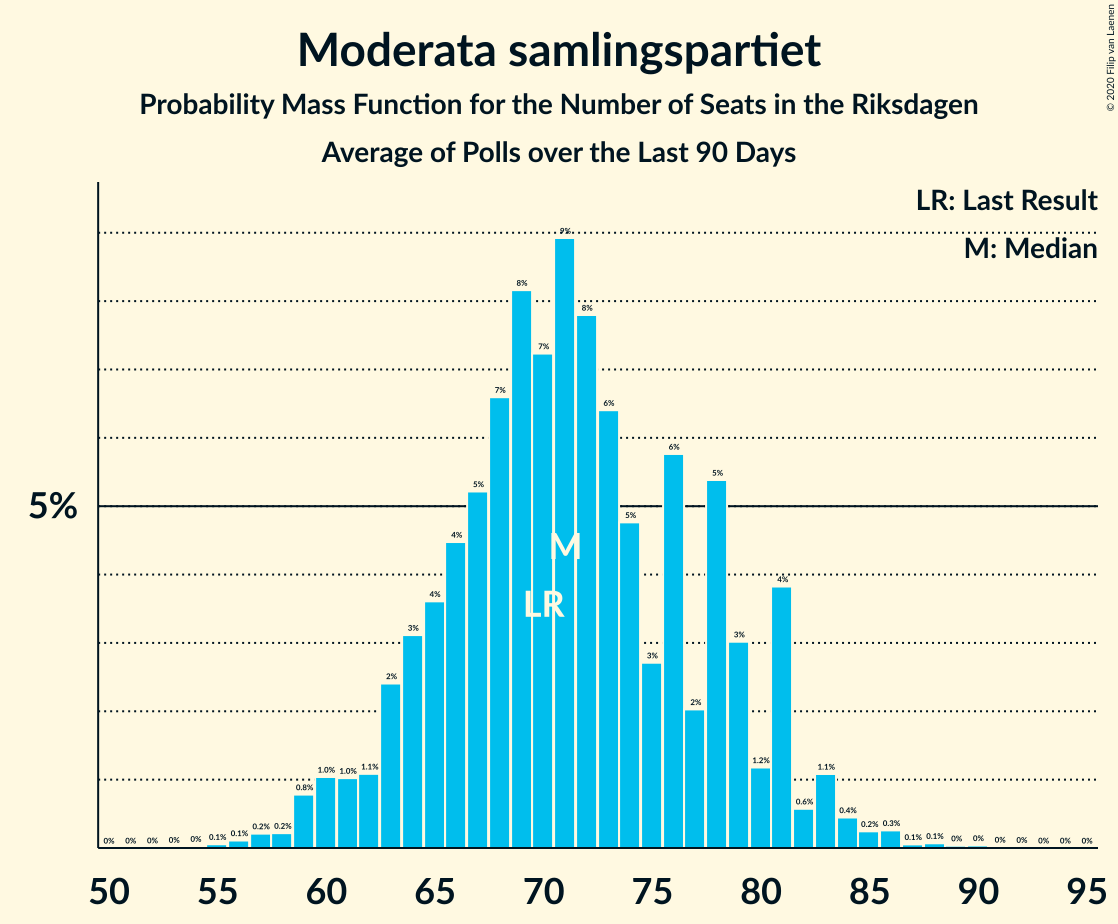 Moderata samlingspartiet
Probability Mass Function for the Number of Seats in the Riksdagen
Average of Polls over the Last 90 Days
© 2020 Filip van Laenen
LR: Last Result
M: Median
5%
0% 0% 0% 0% 0% 0.1% 0.1% 0.2% 0.2% 0.8% 1.0% 1.0% 1.1% 2% 3% 4% 4% 5% 7% 8% 7% 9% 8% 6% 5% 3% 6% 2% 5% 3% 1.2% 4% 0.6% 1.1% 0.4% 0.2% 0.3% 0.1% 0.1% 0% 0% 0% 0% 0% 0% 0%
M
LR
50 55 60 65 70 75 80 85 90 95